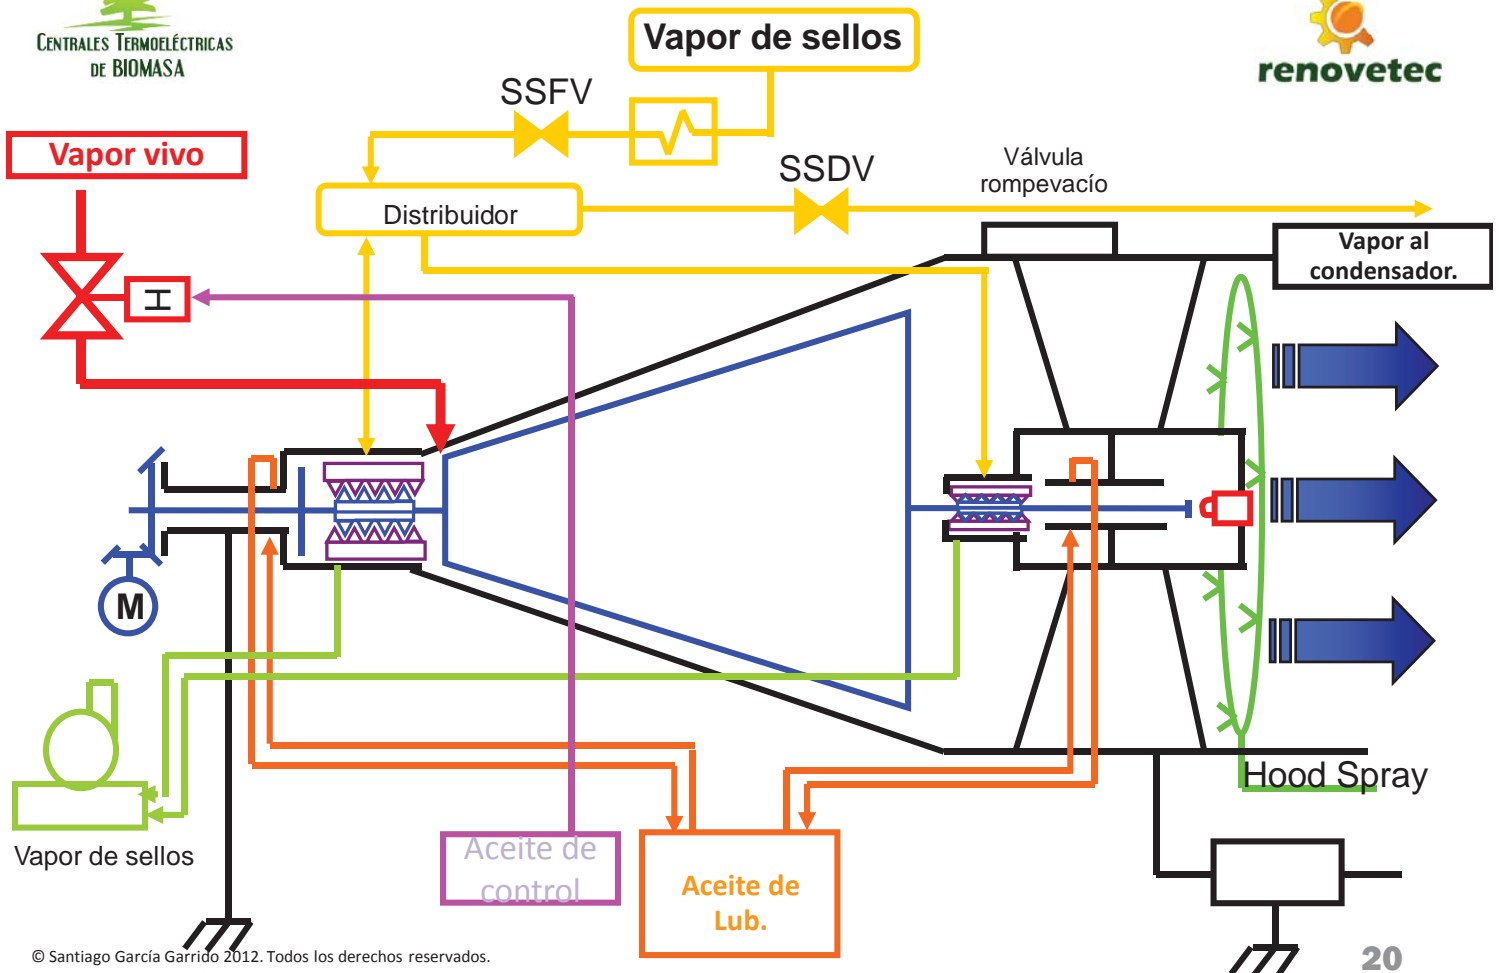 CENTRALES TERMOELÉCTRICAS
DE BIOMASA
Vapor de sellos
renovetec
SSFV
Vapor vivo
SSDV
Válvula
rompevacío
Distribuidor
Vapor al
condensador.
H
M
Hood Spray
Vapor de sellos
Aceite de
control
Aceite de
Lub.
© Santiago García Garrido 2012. Todos los derechos reservados.
20